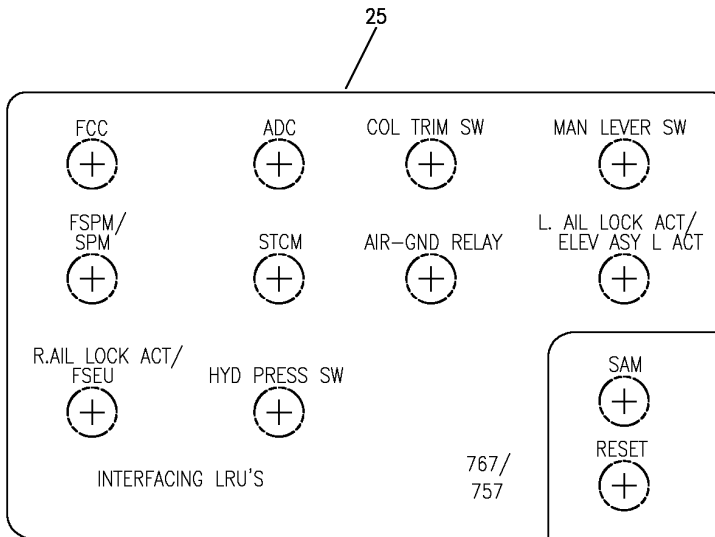 25
FCC
ADC
COL TRIM SW
MAN LEVER SW
FSPM/
SPM
STCM
AIR-GND RELAY
L. AIL LOCK ACT/
ELEV ASY L ACT
R.AIL LOCK ACT/
FSEU
HYD PRESS SW
SAM
RESET
INTERFACING LRU'S
767/
757